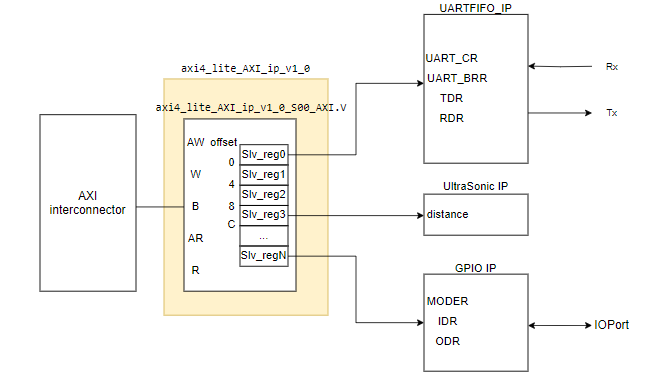 UARTFIFO_IP
UART_CR
UART_BRR
TDR
RDR
Rx
Tx
axi4_lite_AXI_ip_v1_0
axi4_lite_AXI_ip_v1_0_S00_AXI.V
AXI
interconnector
AW
W
B
AR
R
offset
0
4
8
C
Slv_reg0
Slv_reg1
Slv_reg2
Slv_reg3
...
Slv_regN
UltraSonic IP
distance
GPIO IP
MODER
IDR
ODR
IOPort